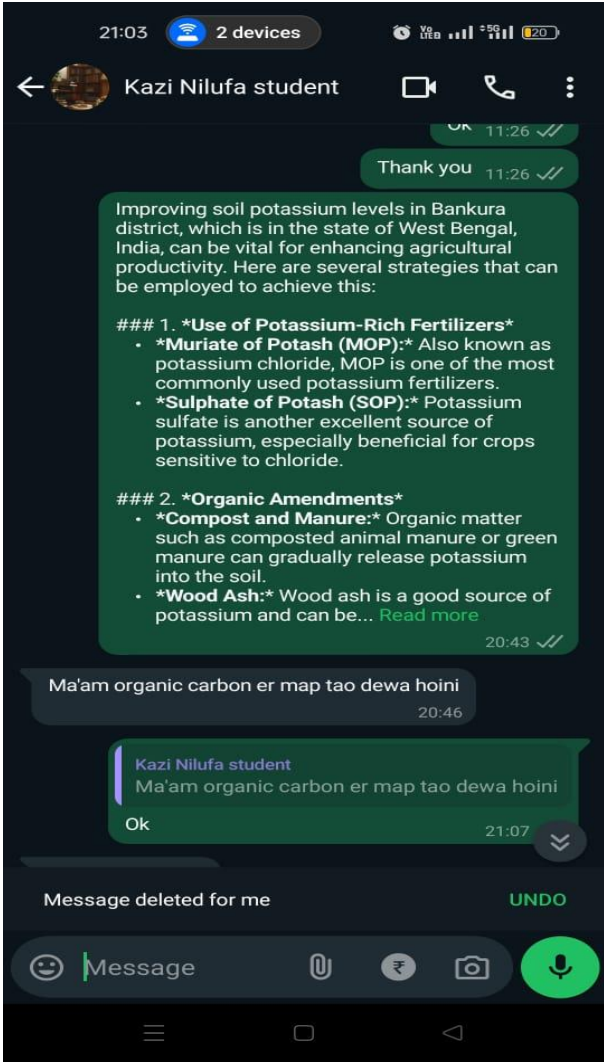 21:03 2 devices Yo LTE2 5G 20
Kazi Nilufa student
Ok 11:26
Thank you 11:26
Improving soil potassium levels in Bankura
district, which is in the state of West Bengal,
India, can be vital for enhancing agricultural
productivity. Here are several strategies that can
be employed to achieve this:
### 1. *Use of Potassium-Rich Fertilizers*
• *Muriate of Potash (MOP):* Also known as
potassium chloride, MOP is one of the most
commonly used potassium fertilizers.
• *Sulphate of Potash (SOP):* Potassium
sulfate is another excellent source of
potassium, especially beneficial for crops
sensitive to chloride.
### 2. *Organic Amendments*
• *Compost and Manure:* Organic matter
such as composted animal manure or green
manure can gradually release potassium
into the soil.
• *Wood Ash:* Wood ash is a good source of
potassium and can be... Read more
20:43
Ma'am organic carbon er map tao dewa hoini
20:46
Kazi Nilufa student
Ma'am organic carbon er map tao dewa hoini
Ok 21:07
Message deleted for me UNDO
Message ₹